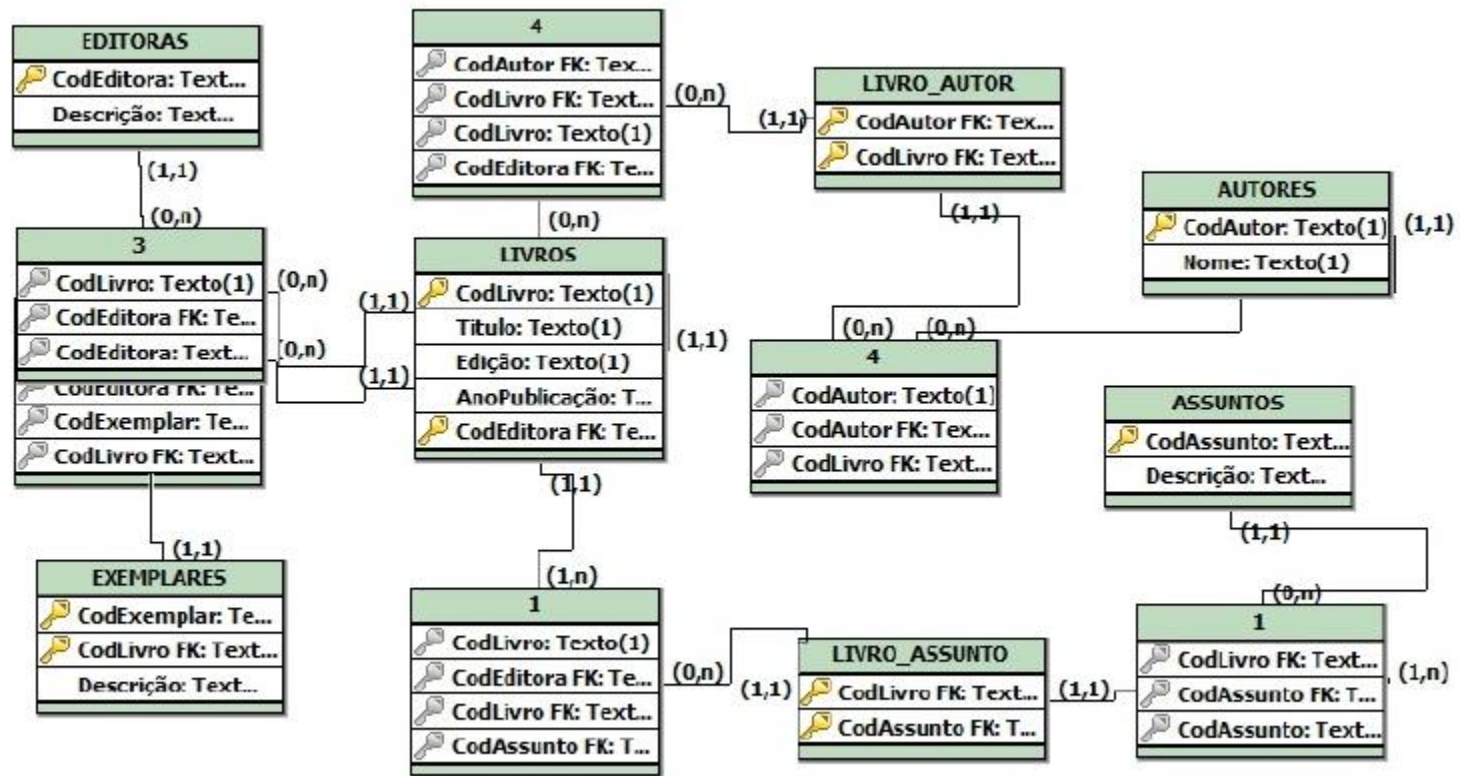 EDITORAS
CodEditora: Text...
Descrição: Text...
(1,1)
(0,n)
3
CodLivro: Texto(1)
CodEditora FK: Te...
CodEditora: Text...
CodEditora FK: Te...
CodExemplar: Te...
CodLivro FK: Text...
(0,n)
(0,n)
(1,1)
(1,1)
(1,1)
EXEMPLARES
CodExemplar: Te...
CodLivro FK: Text...
Descrição: Text...
4
CodAutor FK: Tex...
CodLivro FK: Text...
CodLivro: Texto(1)
CodEditora FK: Te...
(0,n)
(1,1)
(0,n)
LIVROS
CodLivro: Texto(1)
Titulo: Texto(1)
Edição: Texto(1)
AnoPublicação: T...
CodEditora FK: Te...
(1,1)
(1,1)
(1,n)
1
CodLivro: Texto(1)
CodEditora FK: Te...
CodLivro FK: Text...
CodAssunto FK: T...
(0,n)
(1,1)
LIVRO_AUTOR
CodAutor FK: Tex...
CodLivro FK: Text...
(1,1)
(0,n)
(0,n)
4
CodAutor: Texto(1)
CodAutor FK: Tex...
CodLivro FK: Text...
AUTORES
CodAutor: Texto(1)
Nome: Texto(1)
(1,1)
ASSUNTOS
CodAssunto: Text...
Descrição: Text...
(1,1)
(0,n)
LIVRO_ASSUNTO
CodLivro FK: Text...
CodAssunto FK: T...
(1,1)
1
CodLivro FK: Text...
CodAssunto FK: T...
CodAssunto: Text...
(1,n)